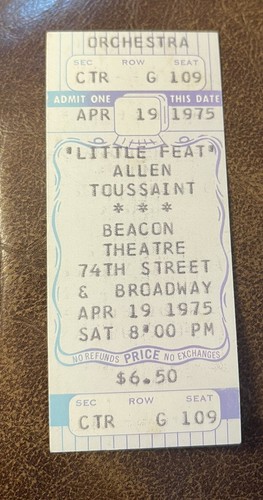 ORCHESTRA
SEC ROW SEAT
CTR G 109
ADMIT ONE THIS DATE
APR 19 1975
"LITTLE FEAT"
ALLEN
TOUSSAINT
* * *
BEACON
THEATRE
74TH STREET
& BROADWAY
APR 19 1975
SAT 8:00 PM
NO REFUNDS PRICE NO EXCHANGES
$6.50
SEC ROW SEAT
CTR G 109